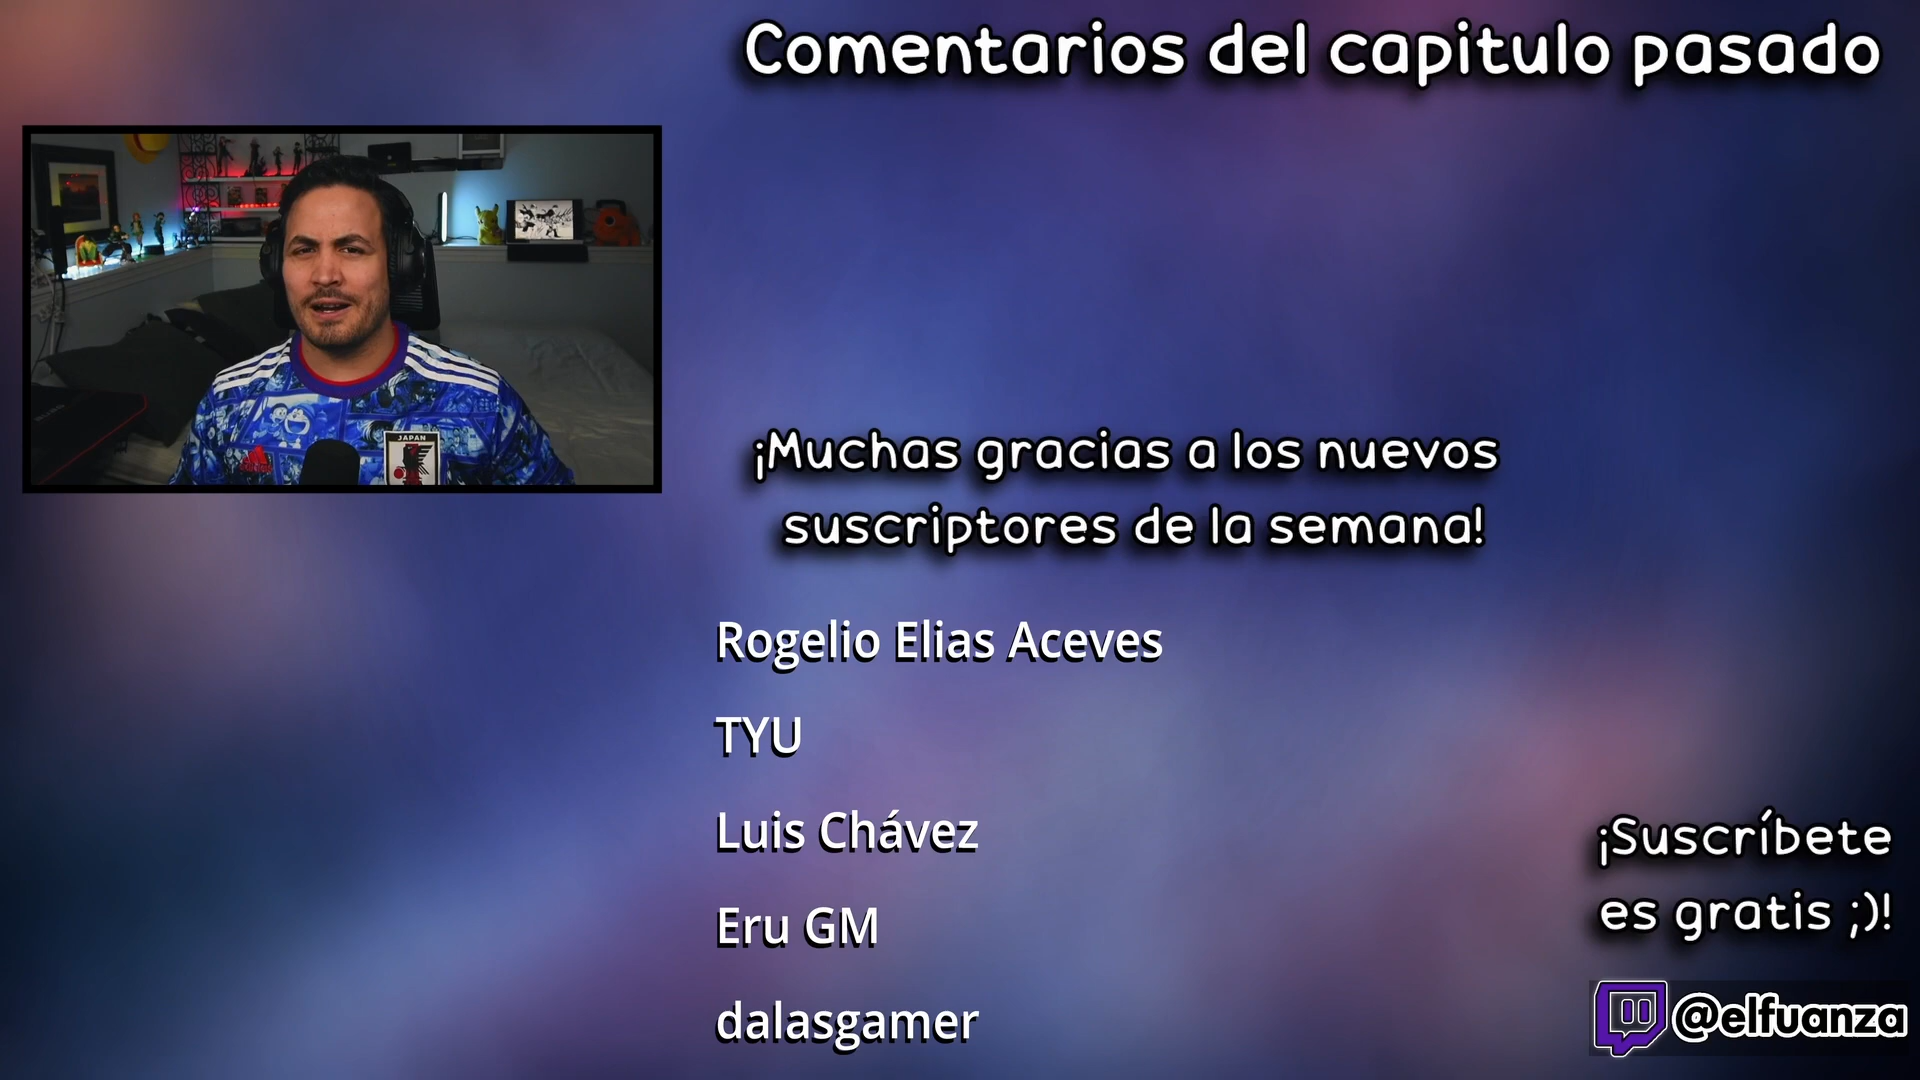 Comentarios del capitulo pasado
JAPAN
¡Muchas gracias a los nuevos
suscriptores de la semana!
Rogelio Elias Aceves
TYU
Luis Chávez
Eru GM
dalasgamer
¡Suscríbete
es gratis ;)!
@elfuanza